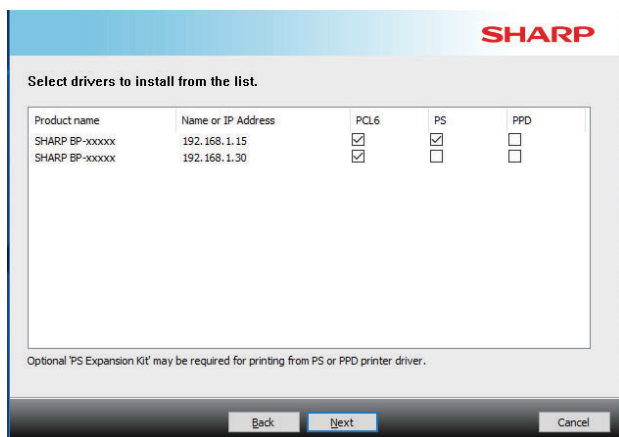 SHARP
Select drivers to install from the list.
Product name Name or IP Address PCL6 PS PPD
SHARP BP-xxxxx 192.168.1.15
SHARP BP-xxxxx 192.168.1.30
Optional 'PS Expansion Kit' may be required for printing from PS or PPD printer driver.
Back Next Cancel